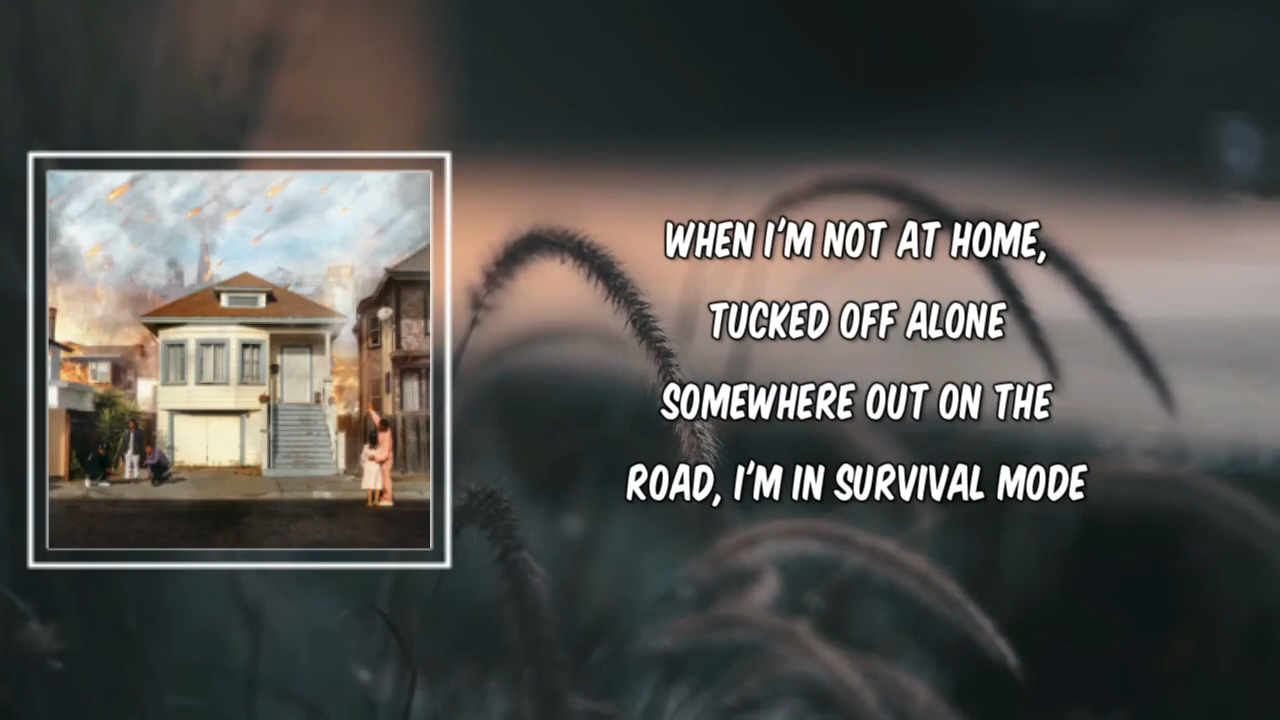 WHEN I'M NOT AT HOME,
TUCKED OFF ALONE
SOMEWHERE OUT ON THE
ROAD, I'M IN SURVIVAL MODE